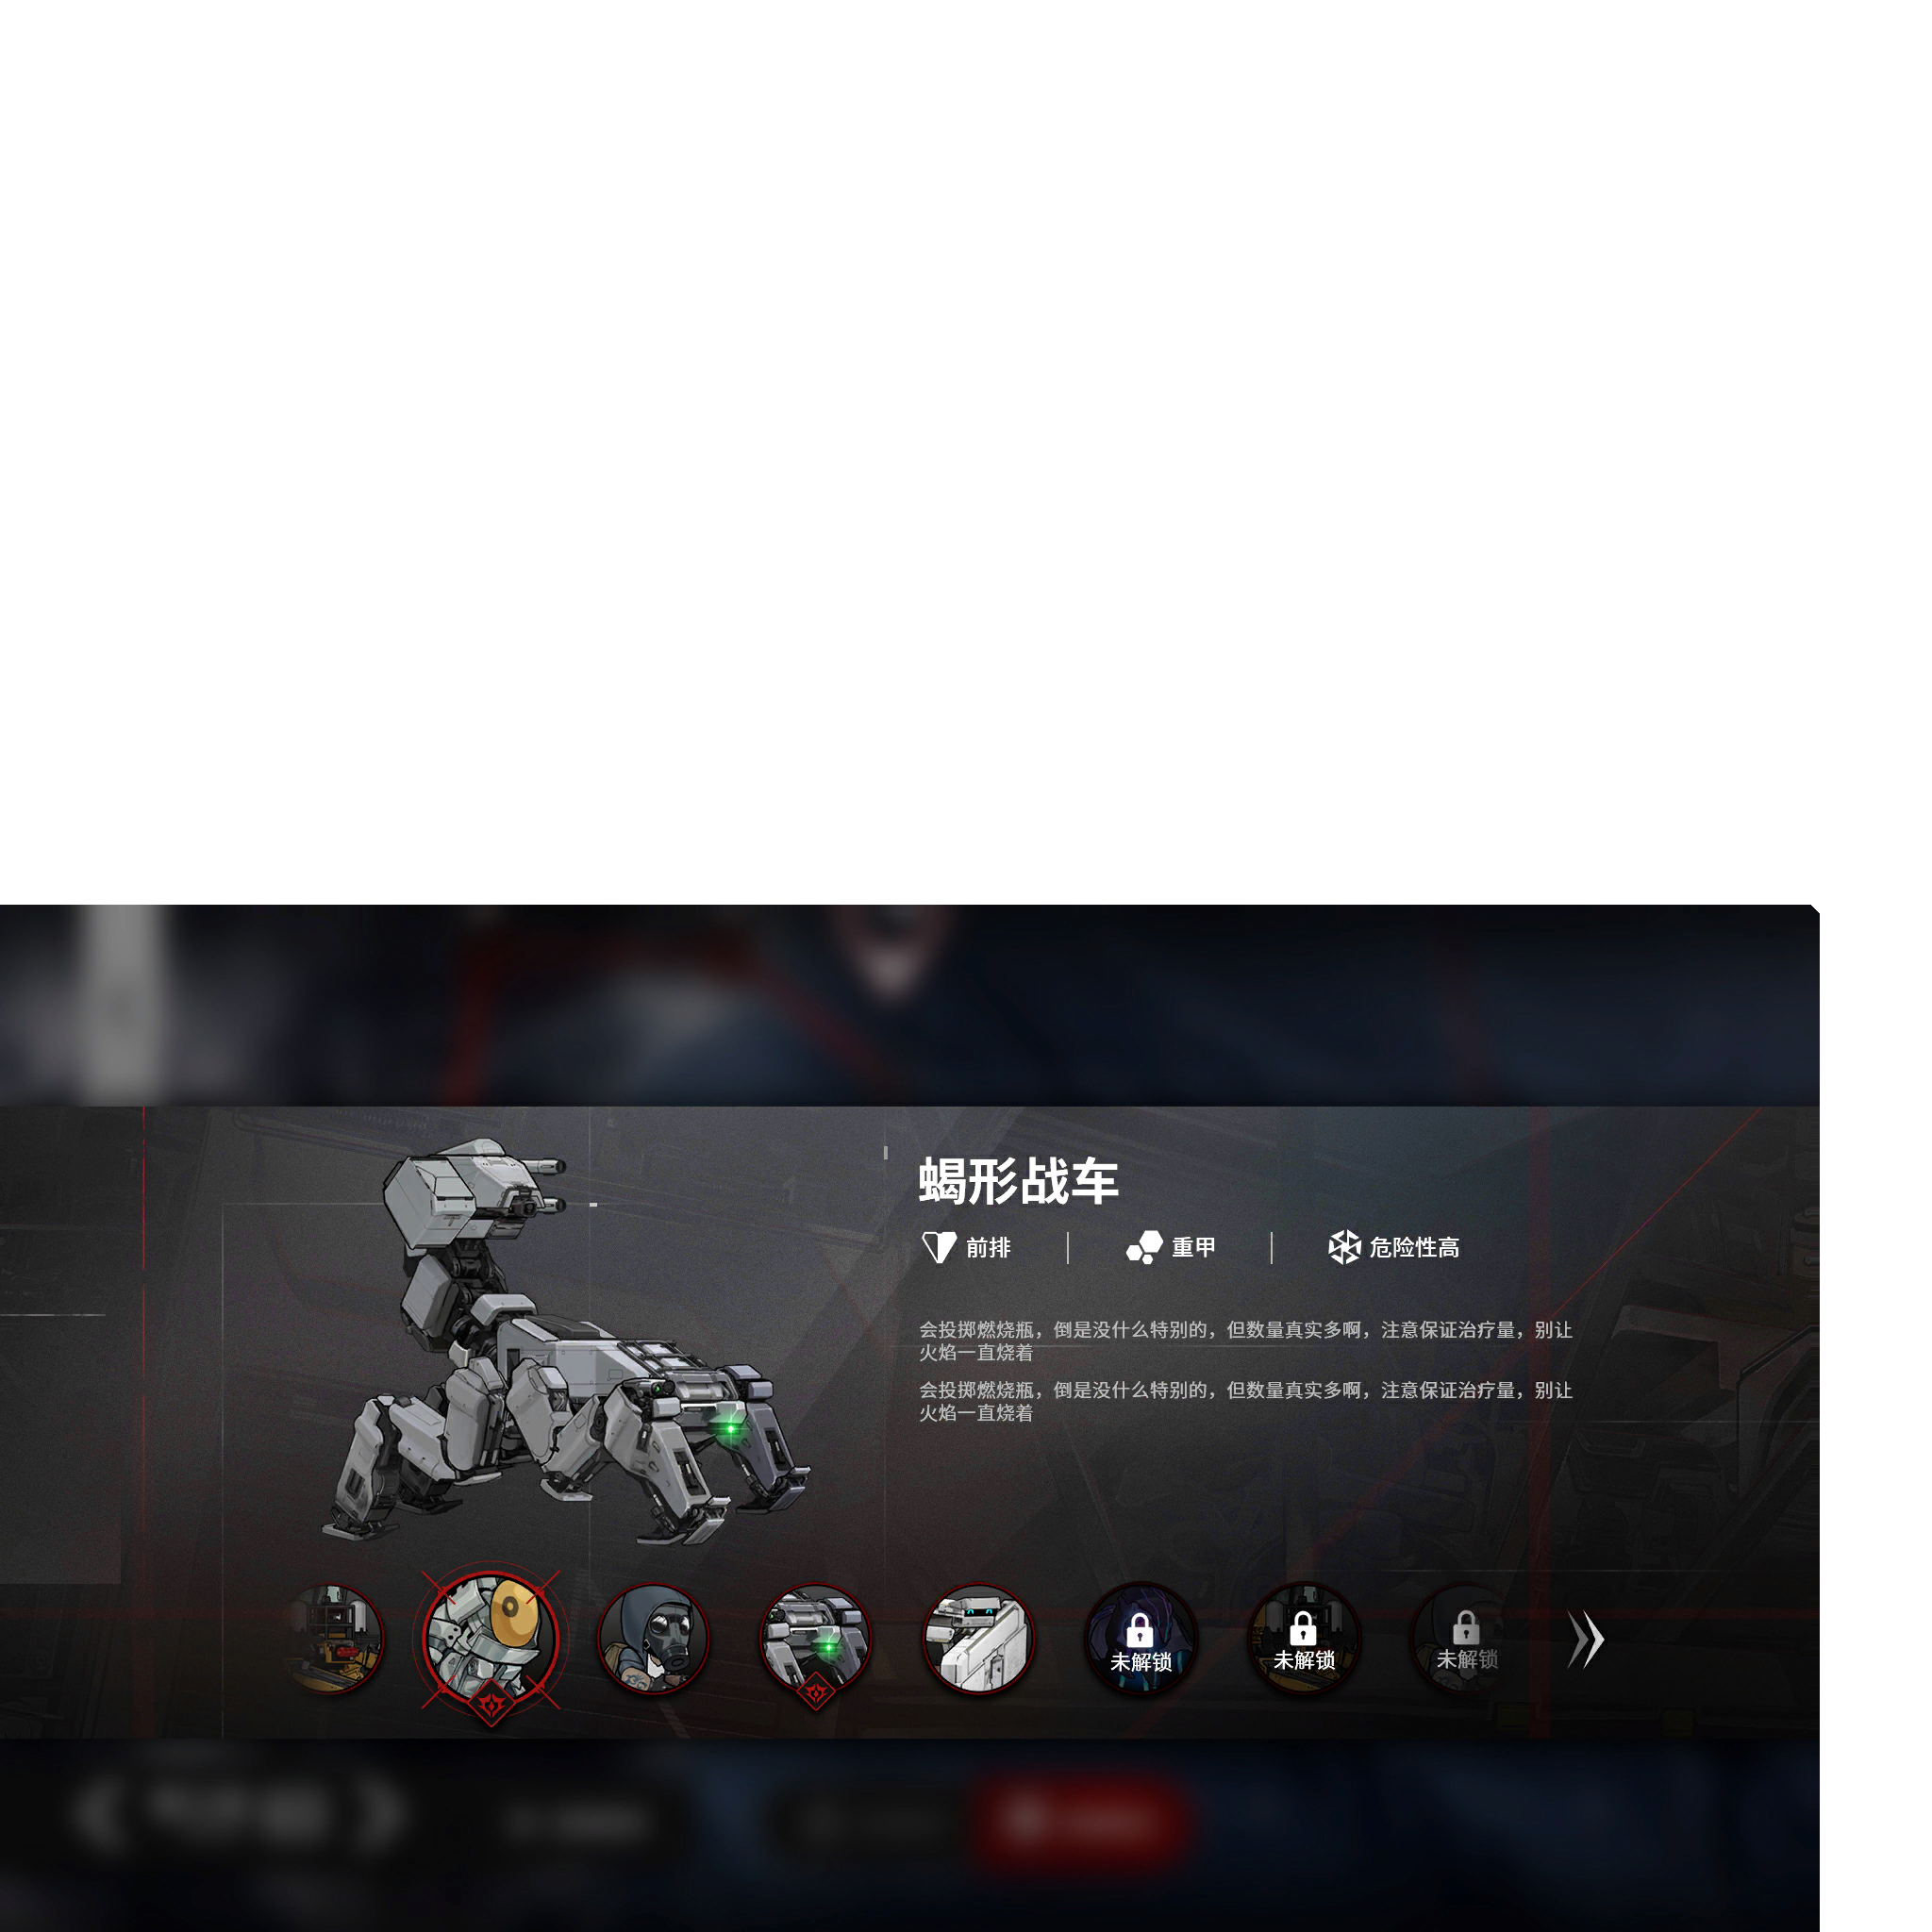 蝎形战车
前排
重甲
危险性高
会投掷燃烧瓶，倒是没什么特别的，但数量真实多啊，注意保证治疗量，别让
火焰一直烧着
会投掷燃烧瓶，倒是没什么特别的，但数量真实多啊，注意保证治疗量，别让
火焰一直烧着
未解锁
未解锁
未解锁